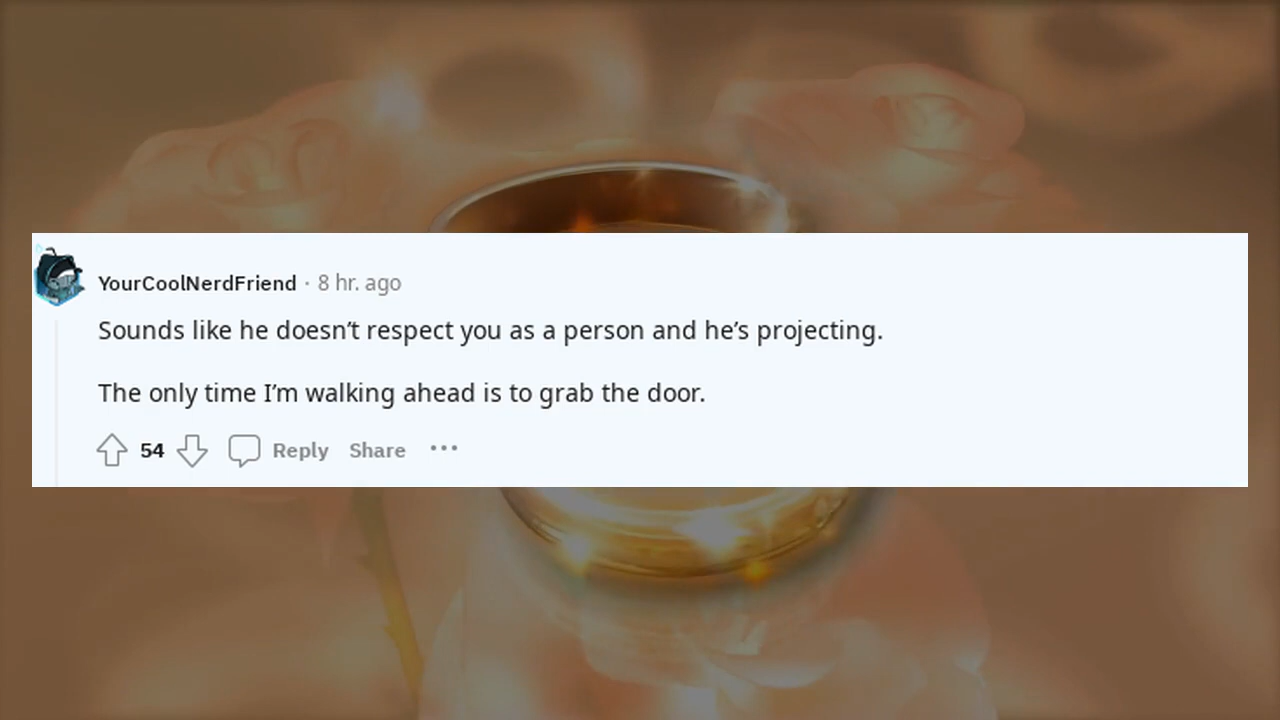 YourCoolNerdFriend · 8 hr. ago
Sounds like he doesn’t respect you as a person and he’s projecting.
The only time I’m walking ahead is to grab the door.
54 Reply Share ···